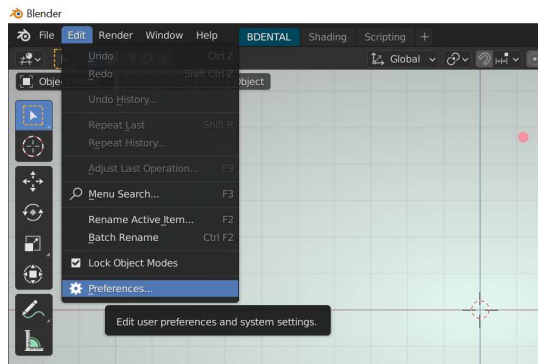 Blender
File Edit Render Window Help BDENTAL Shading Scripting +
Global
Undo Ctrl Z
Redo Shift Ctrl Z
Obje Object
Undo History...
Repeat Last Shift R
Repeat History...
Adjust Last Operation... F9
Menu Search... F3
Rename Active Item... F2
Batch Rename Ctrl F2
Lock Object Modes
Preferences...
Edit user preferences and system settings.